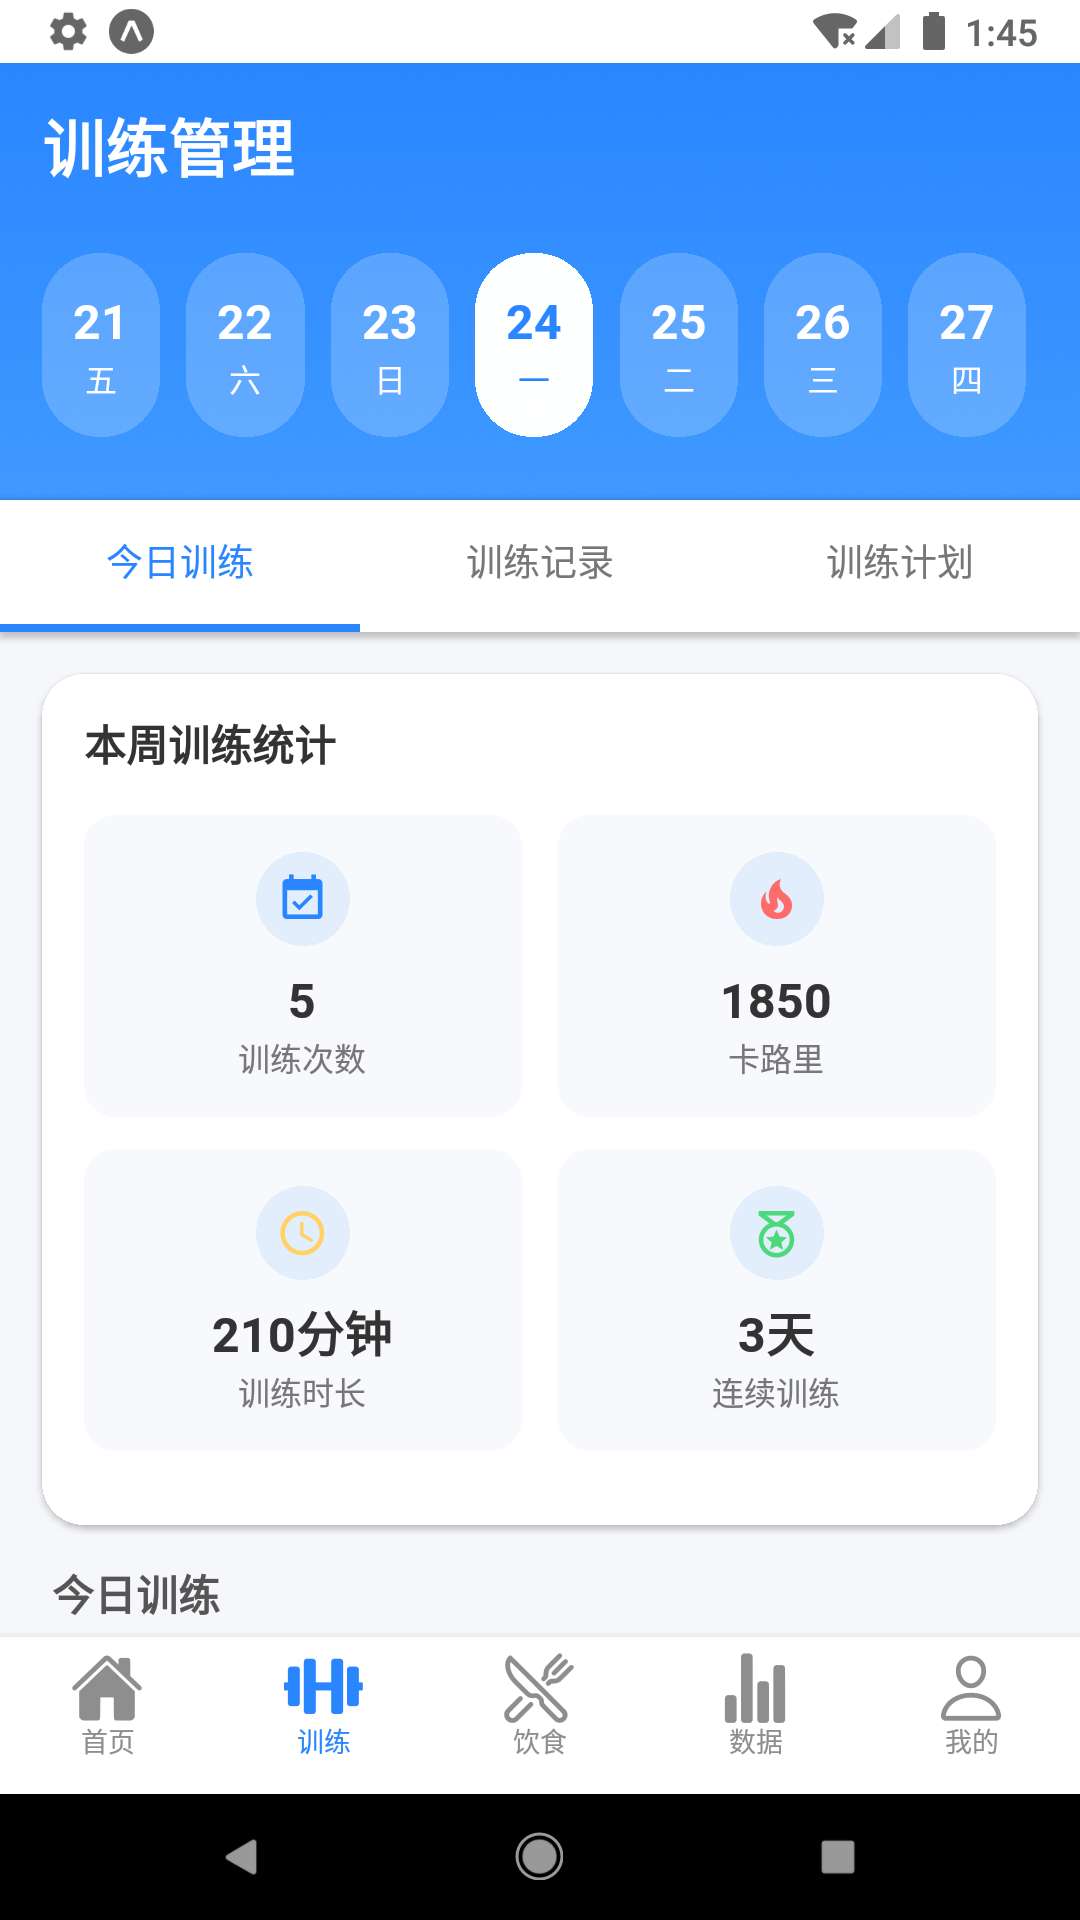 1:45
训练管理
21 22 23 24 25 26 27
五 六 日 一 二 三 四
今日训练 训练记录 训练计划
本周训练统计
5 1850
训练次数 卡路里
210分钟 3天
训练时长 连续训练
今日训练
首页 训练 饮食 数据 我的